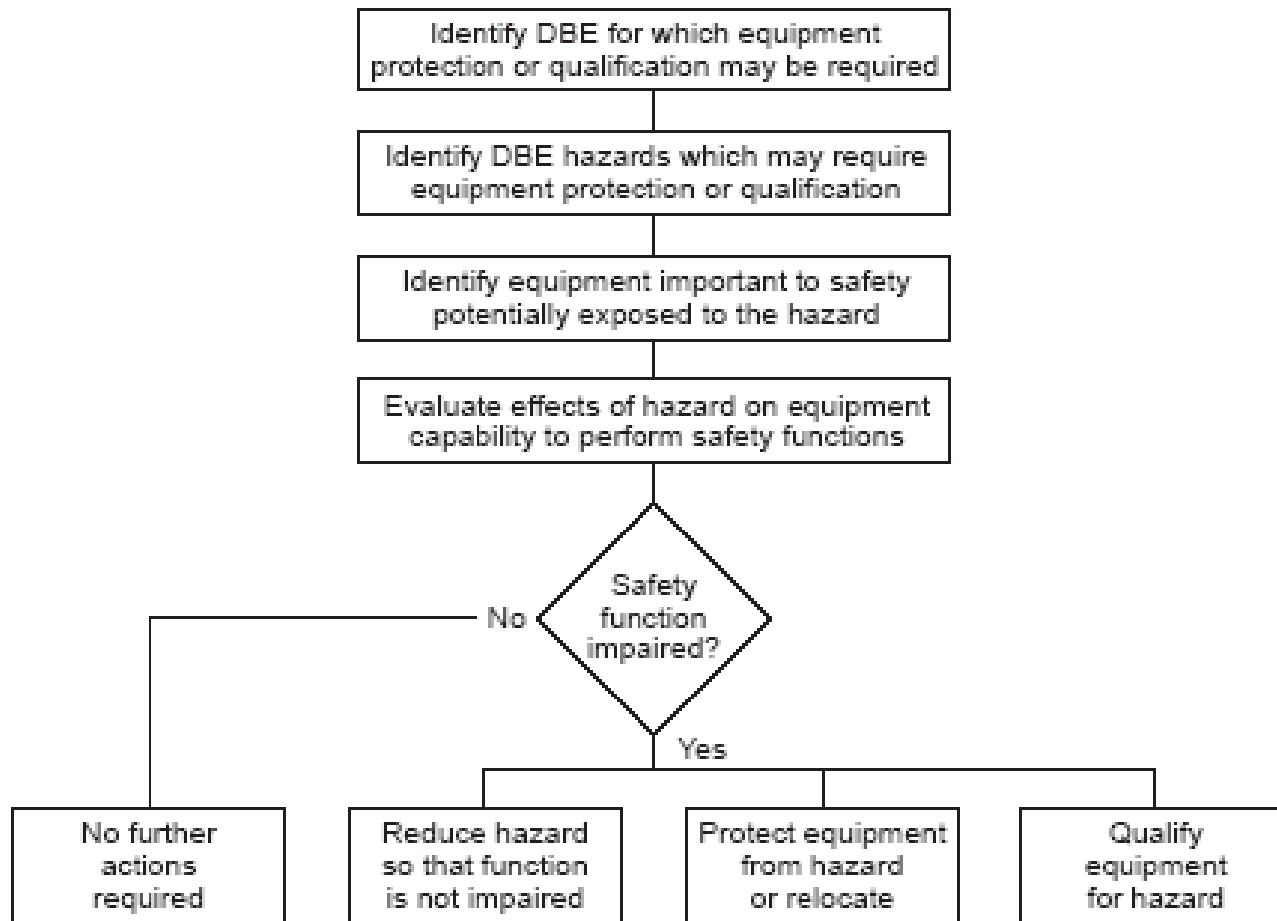 Identify DBE for which equipment
protection or qualification may be required
Identify DBE hazards which may require
equipment protection or qualification
Identify equipment important to safety
potentially exposed to the hazard
Evaluate effects of hazard on equipment
capability to perform safety functions
Safety
function
impaired?
No
Yes
No further
actions
required
Reduce hazard
so that function
is not impaired
Protect equipment
from hazard
or relocate
Qualify
equipment
for hazard